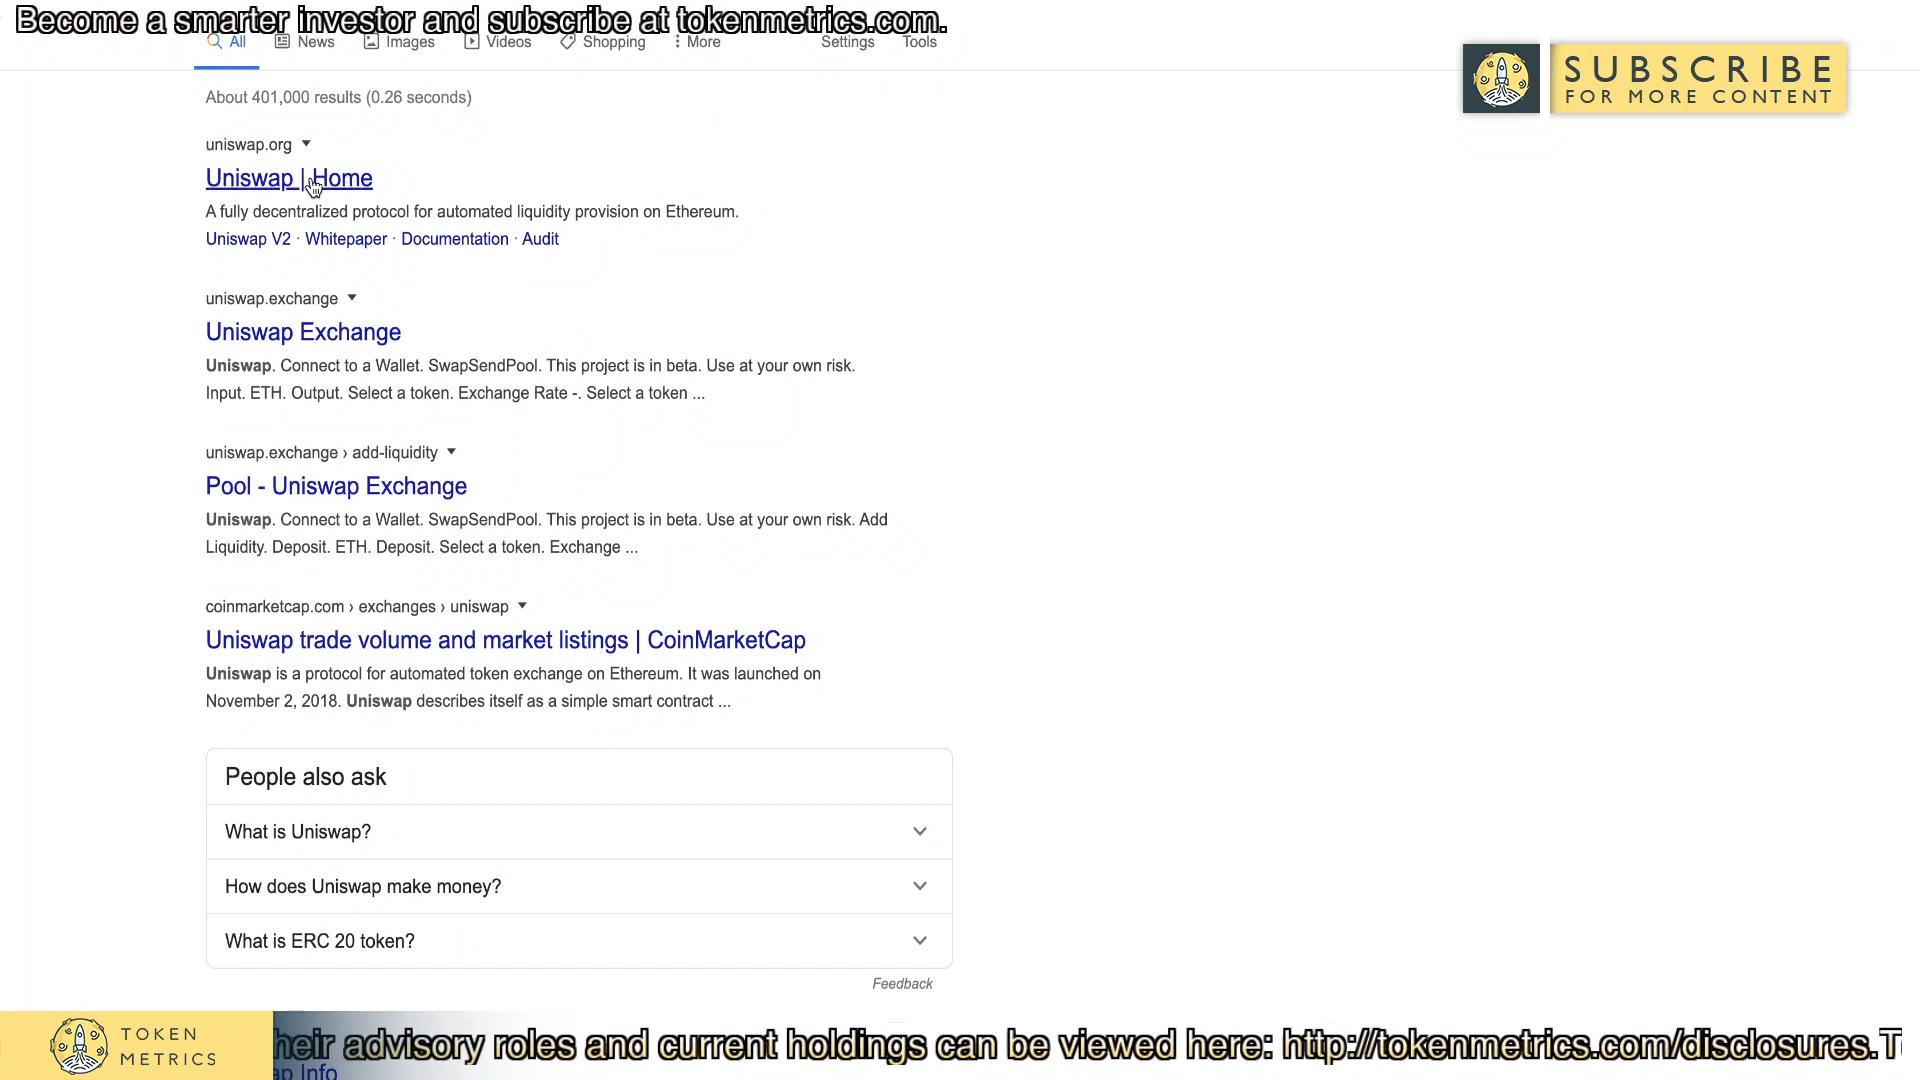 Become a smarter investor and subscribe at tokenmetrics.com.
All News Images Videos Shopping More Settings Tools
SUBSCRIBE
FOR MORE CONTENT
About 401,000 results (0.26 seconds)
uniswap.org
Uniswap | Home
A fully decentralized protocol for automated liquidity provision on Ethereum.
Uniswap V2 · Whitepaper · Documentation · Audit
uniswap.exchange
Uniswap Exchange
Uniswap. Connect to a Wallet. SwapSendPool. This project is in beta. Use at your own risk.
Input. ETH. Output. Select a token. Exchange Rate -. Select a token ...
uniswap.exchange › add-liquidity
Pool - Uniswap Exchange
Uniswap. Connect to a Wallet. SwapSendPool. This project is in beta. Use at your own risk. Add
Liquidity. Deposit. ETH. Deposit. Select a token. Exchange ...
coinmarketcap.com › exchanges › uniswap
Uniswap trade volume and market listings | CoinMarketCap
Uniswap is a protocol for automated token exchange on Ethereum. It was launched on
November 2, 2018. Uniswap describes itself as a simple smart contract ...
People also ask
What is Uniswap?
How does Uniswap make money?
What is ERC 20 token?
Feedback
TOKEN
METRICS
heir advisory roles and current holdings can be viewed here: http://tokenmetrics.com/disclosures. T
ap Info